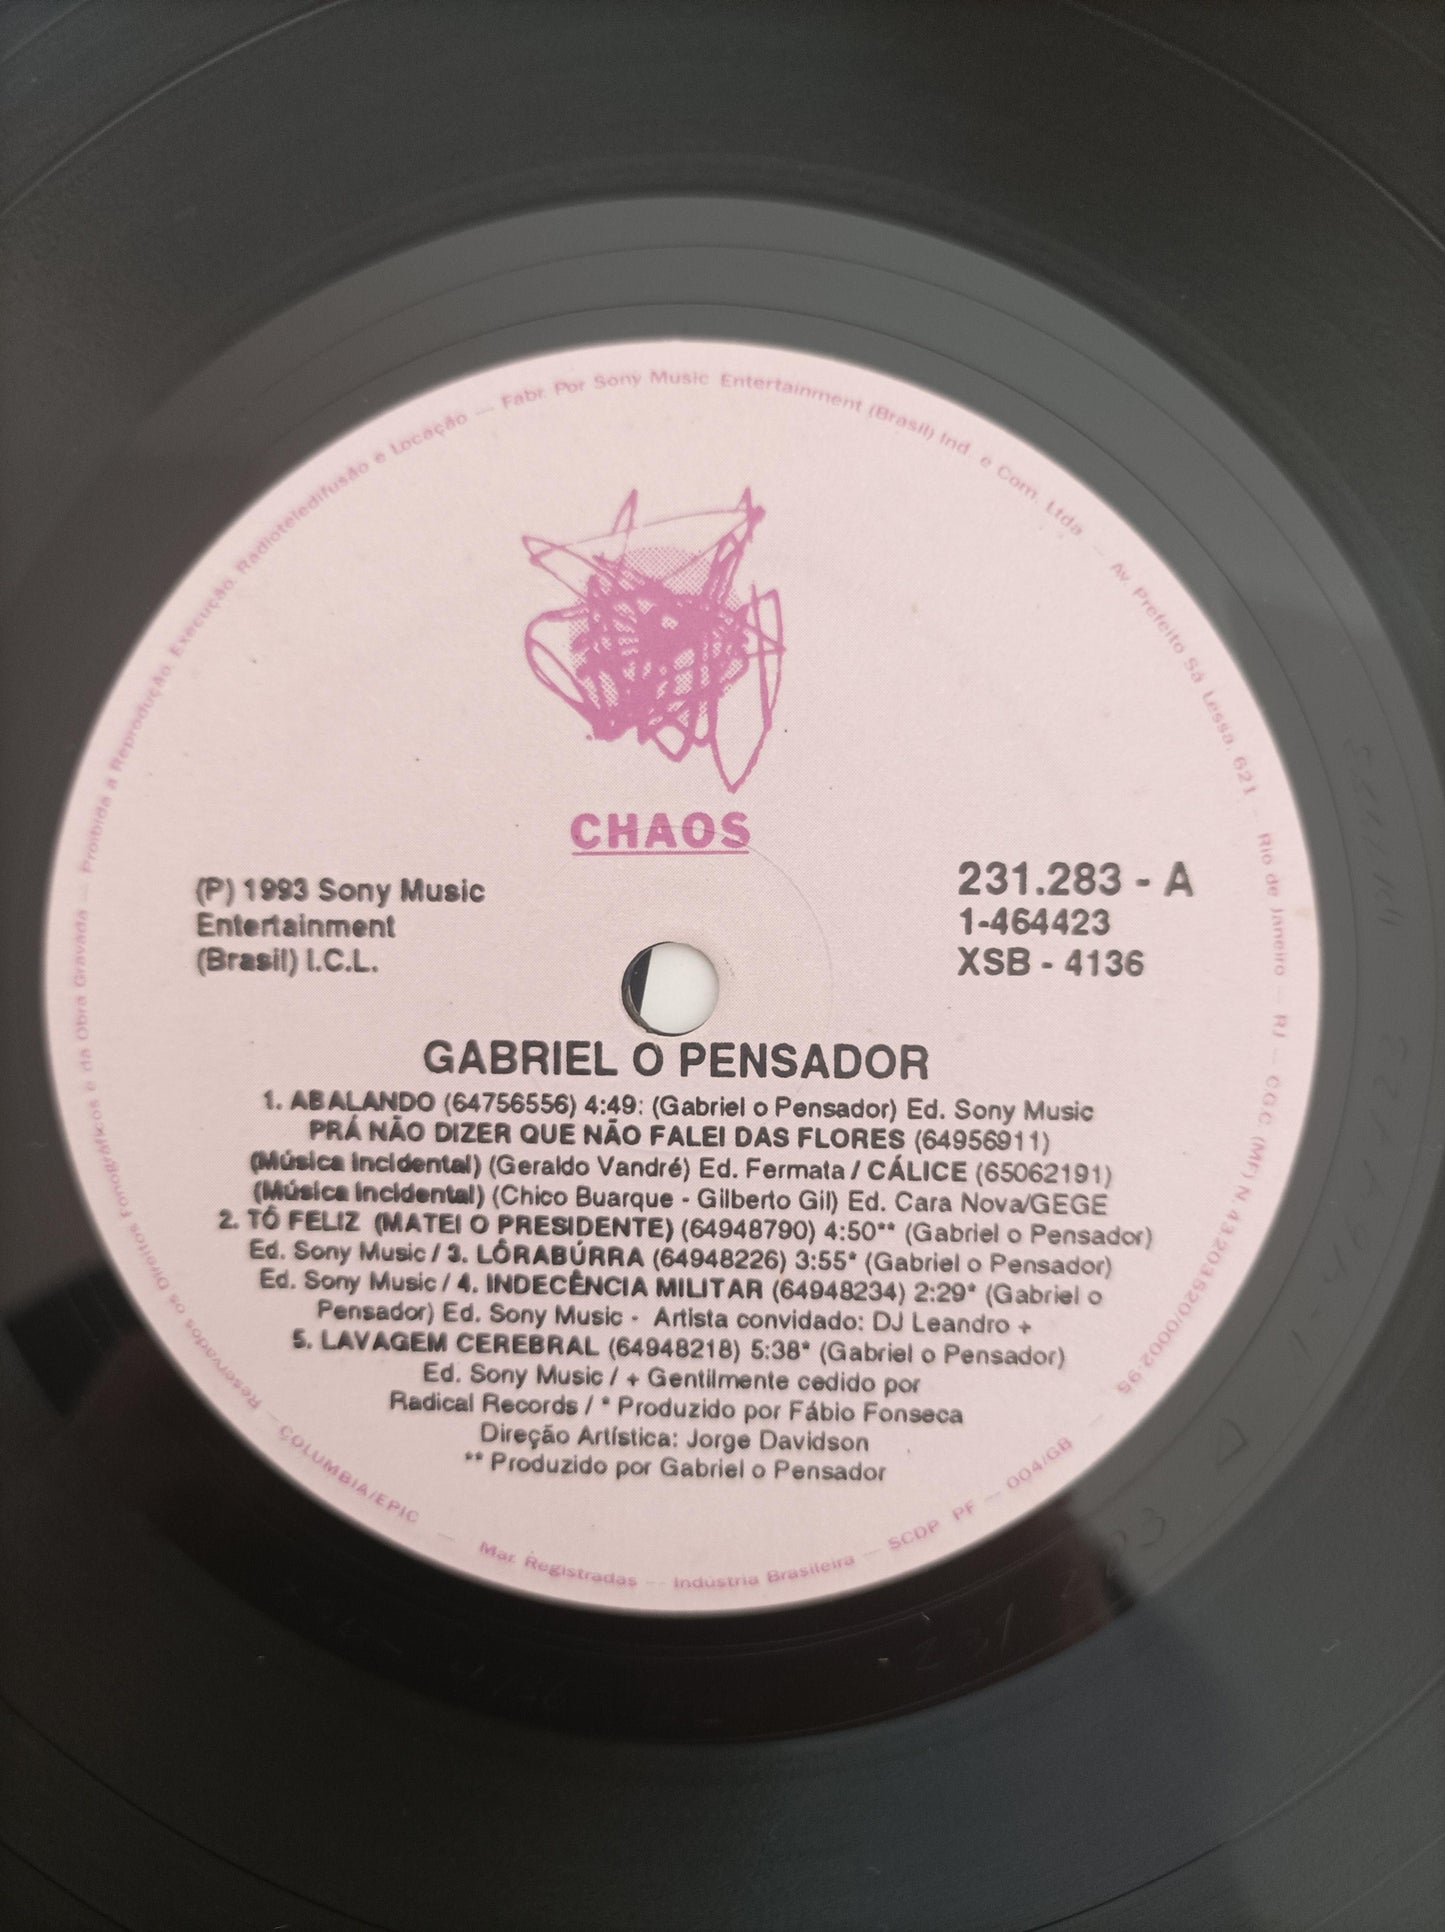 Reservados os Direitos Fonográficos e da Obra Gravada — Proibida a Reprodução, Execução, Radioteledifusão e Locação — Fabr. Por Sony Music Entertainment (Brasil) Ind. e Com. Ltda — Av. Prefeito Sá Lessa, 621 — Rio de Janeiro — RJ — CGC (MF) N 43.203520/0002-95 —
CHAOS
(P) 1993 Sony Music
Entertainment
(Brasil) I.C.L.
231.283 - A
1-464423
XSB - 4136
GABRIEL O PENSADOR
1. ABALANDO (64756556) 4:49: (Gabriel o Pensador) Ed. Sony Music
PRÁ NÃO DIZER QUE NÃO FALEI DAS FLORES (64956911)
(Música Incidental) (Geraldo Vandré) Ed. Fermata / CÁLICE (65062191)
(Música Incidental) (Chico Buarque - Gilberto Gil) Ed. Cara Nova/GEGE
2. TÔ FELIZ (MATEI O PRESIDENTE) (64948790) 4:50** (Gabriel o Pensador)
Ed. Sony Music / 3. LÔRABÚRRA (64948226) 3:55* (Gabriel o Pensador)
Ed. Sony Music / 4. INDECÊNCIA MILITAR (64948234) 2:29* (Gabriel o
Pensador) Ed. Sony Music - Artista convidado: DJ Leandro +
5. LAVAGEM CEREBRAL (64948218) 5:38* (Gabriel o Pensador)
Ed. Sony Music / + Gentilmente cedido por
Radical Records / * Produzido por Fábio Fonseca
Direção Artística: Jorge Davidson
** Produzido por Gabriel o Pensador
COLUMBIA/EPIC — Mar. Registradas — Indústria Brasileira — SCDP PF — 004/GB